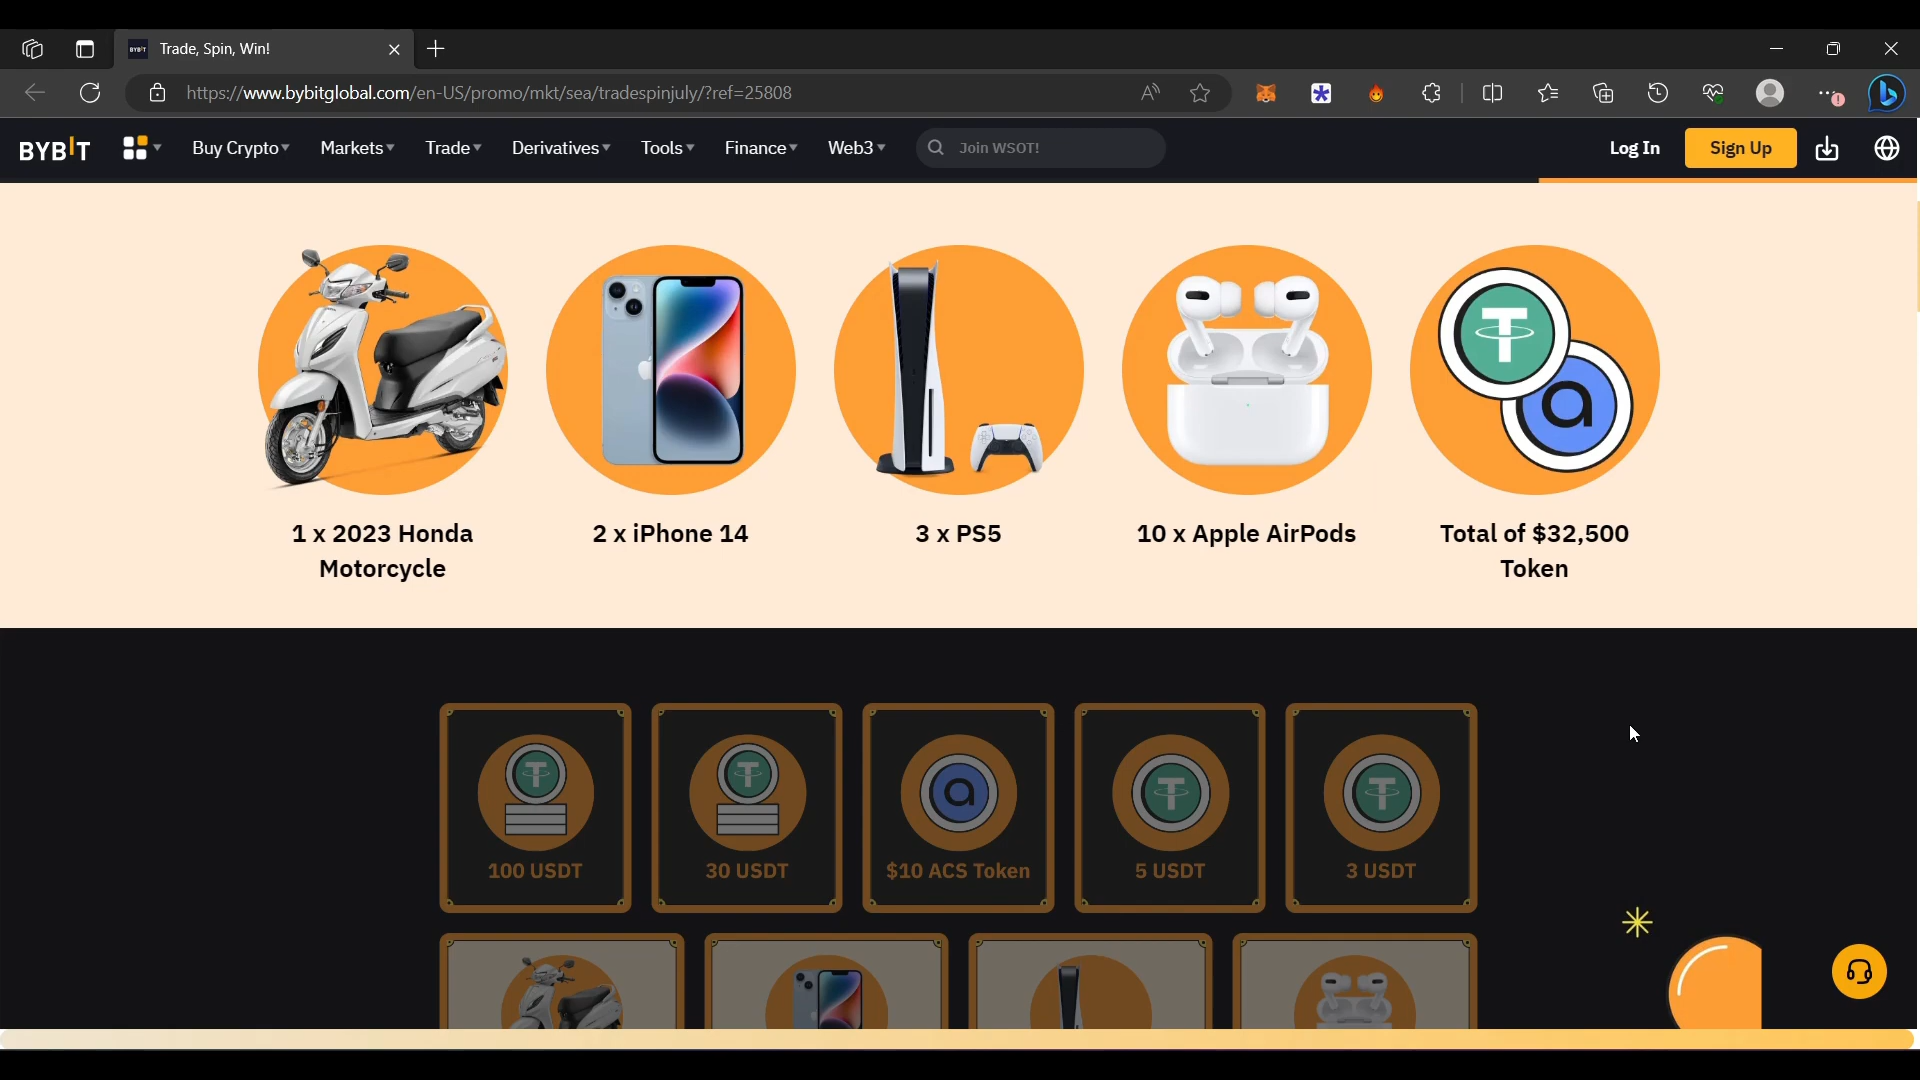 BYBIT Trade, Spin, Win!
https://www.bybitglobal.com/en-US/promo/mkt/sea/tradespinjuly/?ref=25808
BYBIT Buy Crypto Markets Trade Derivatives Tools Finance Web3 Join WSOT! Log In Sign Up
1 x 2023 Honda
Motorcycle
2 x iPhone 14
3 x PS5
10 x Apple AirPods
Total of $32,500
Token
100 USDT
30 USDT
$10 ACS Token
5 USDT
3 USDT